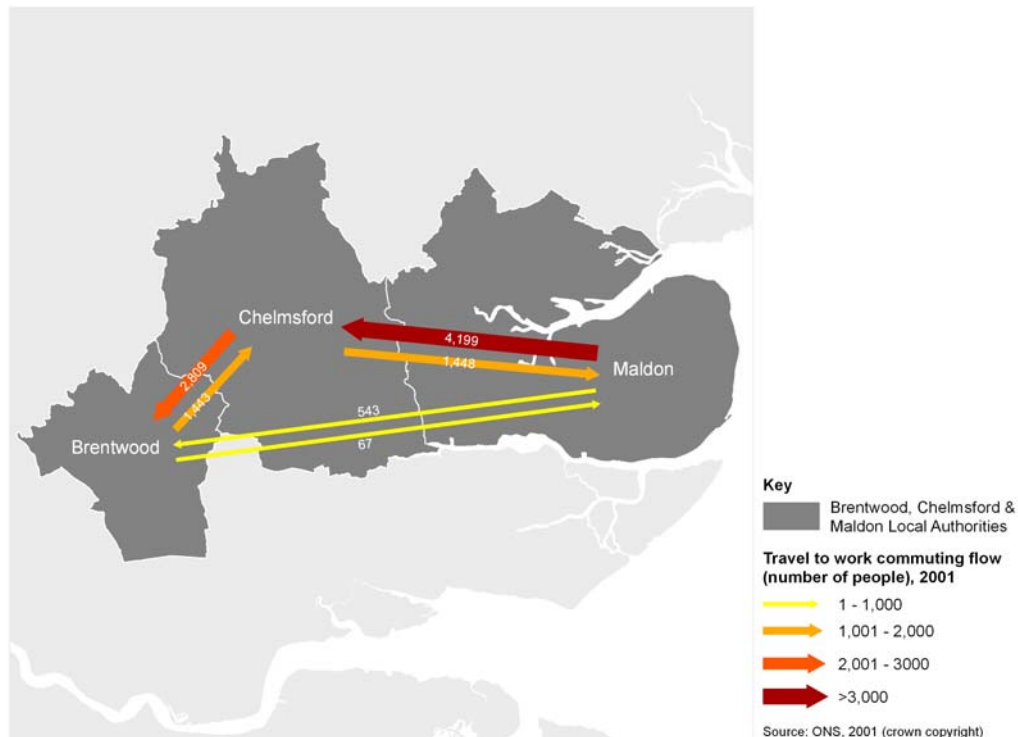 Chelmsford
4,199
1,448
Maldon
2,809
1,443
543
67
Brentwood
Key
Brentwood, Chelmsford &
Maldon Local Authorities
Travel to work commuting flow
(number of people), 2001
1 - 1,000
1,001 - 2,000
2,001 - 3000
>3,000
Source: ONS, 2001 (crown copyright)